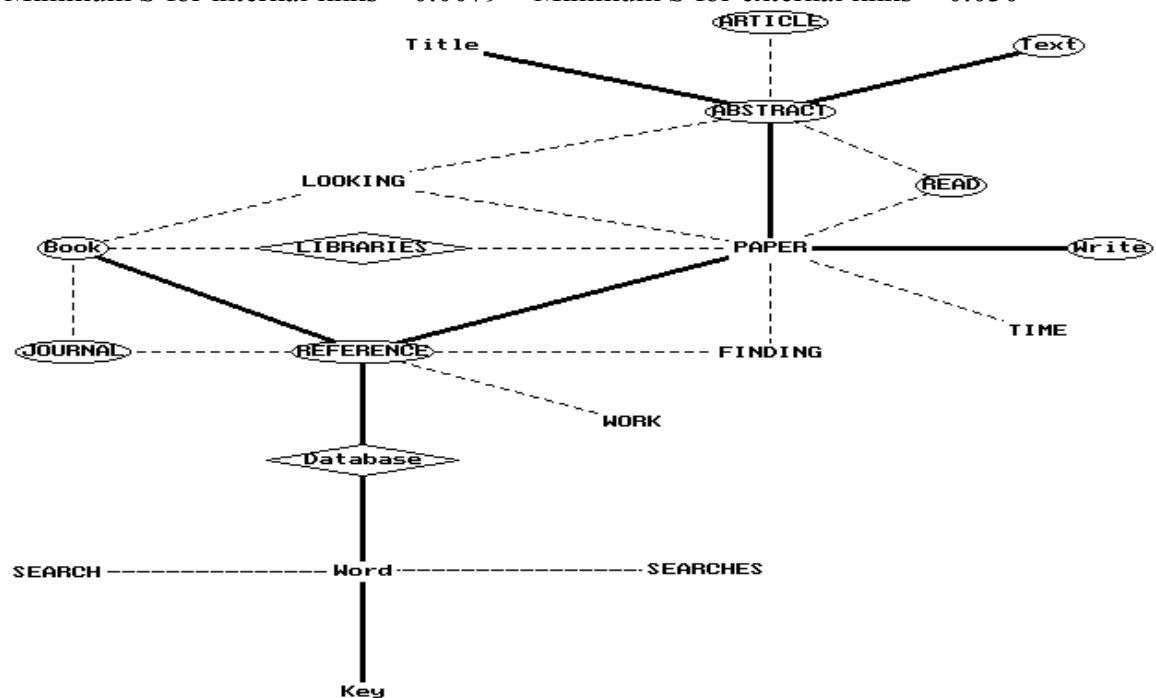 ARTICLE
Title
Text
ABSTRACT
LOOKING
READ
Book
LIBRARIES
PAPER
Write
TIME
JOURNAL
REFERENCE
FINDING
WORK
Database
SEARCH
Word
SEARCHES
Key